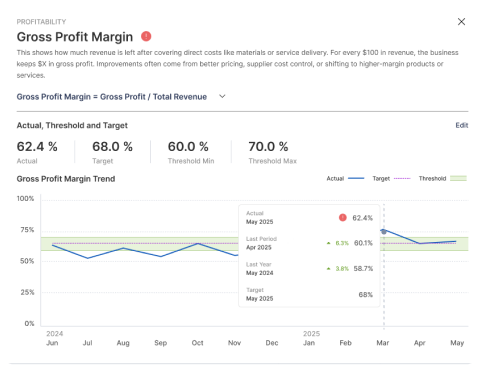 PROFITABILITY
Gross Profit Margin
This shows how much revenue is left after covering direct costs like materials or service delivery. For every $100 in revenue, the business
keeps $X in gross profit. Improvements often come from better pricing, supplier cost control, or shifting to higher-margin products or
services.
Gross Profit Margin = Gross Profit / Total Revenue
Actual, Threshold and Target Edit
62.4 % 68.0 % 60.0 % 70.0 %
Actual Target Threshold Min Threshold Max
Gross Profit Margin Trend Actual Target Threshold
100%
75%
50%
25%
0%
Actual
May 2025 62.4%
Last Period
Apr 2025 6.3% 60.1%
Last Year
May 2024 3.8% 58.7%
Target
May 2025 68%
2024 2025
Jun Jul Aug Sep Oct Nov Dec Jan Feb Mar Apr May